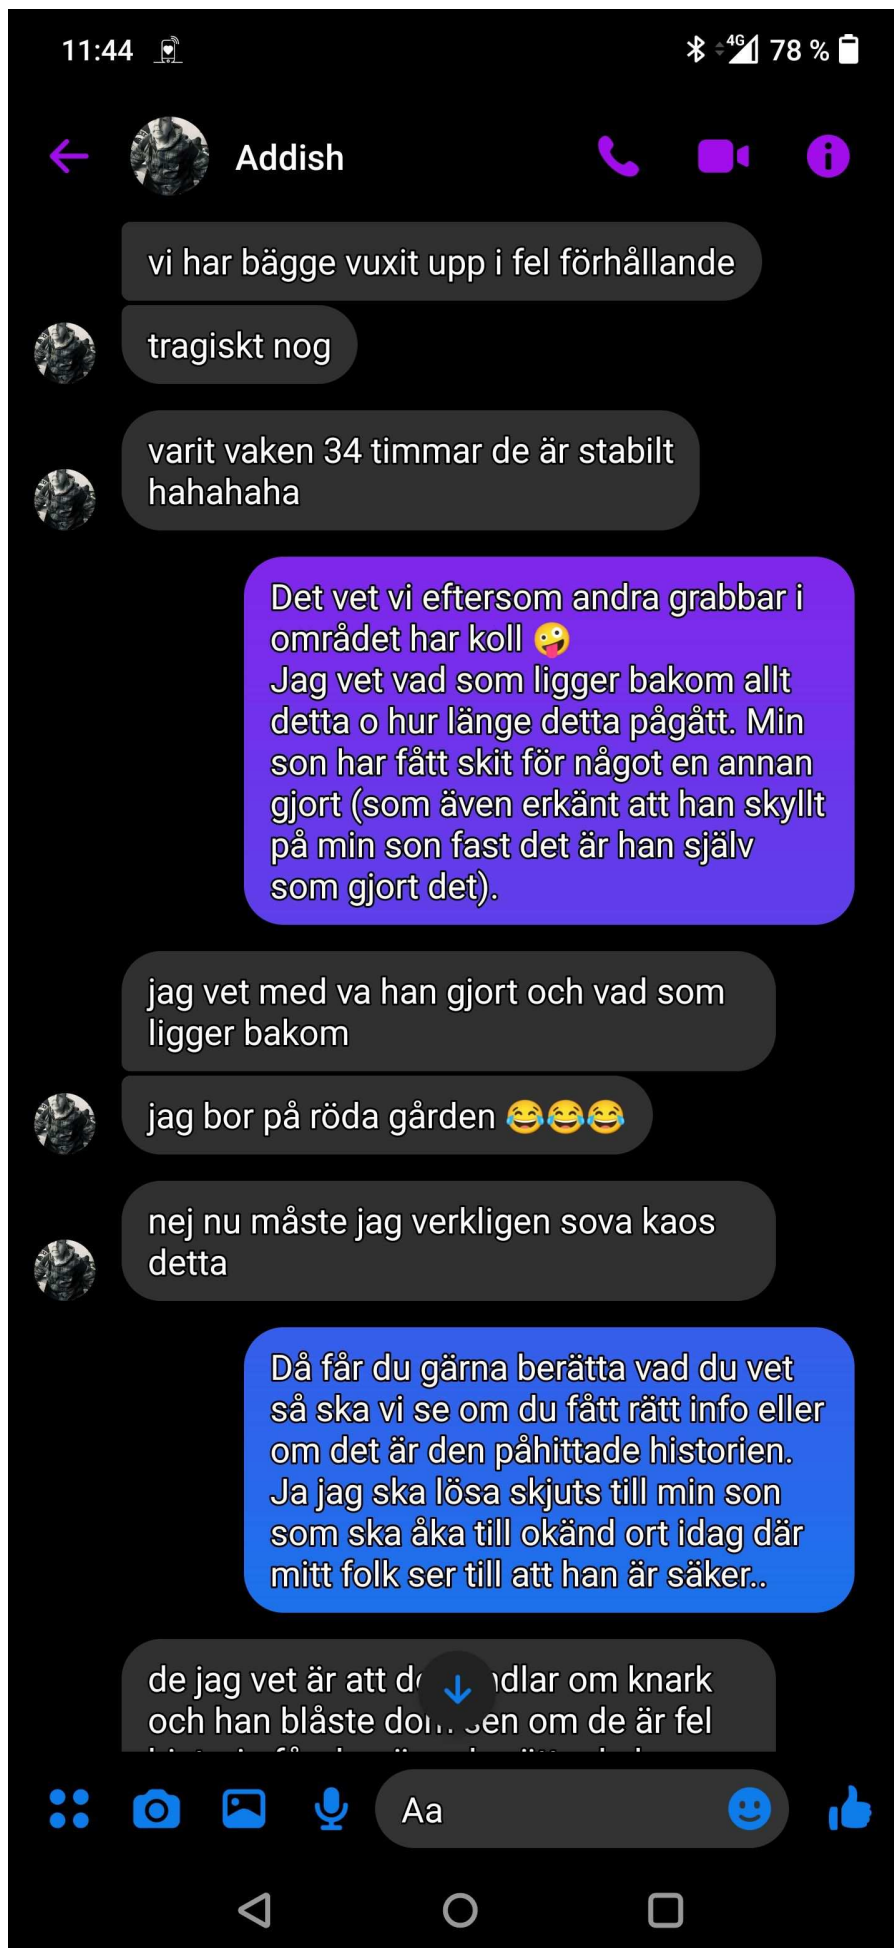 11:44
4G 78 %
Addish
vi har bägge vuxit upp i fel förhållande
tragiskt nog
varit vaken 34 timmar de är stabilt
hahahaha
Det vet vi eftersom andra grabbar i
området har koll 🤪
Jag vet vad som ligger bakom allt
detta o hur länge detta pågått. Min
son har fått skit för något en annan
gjort (som även erkänt att han skyllt
på min son fast det är han själv
som gjort det).
jag vet med va han gjort och vad som
ligger bakom
jag bor på röda gården 😂😂😂
nej nu måste jag verkligen sova kaos
detta
Då får du gärna berätta vad du vet
så ska vi se om du fått rätt info eller
om det är den påhittade historien.
Ja jag ska lösa skjuts till min son
som ska åka till okänd ort idag där
mitt folk ser till att han är säker..
de jag vet är att om knark
och han blåste sen om de är fel
Aa